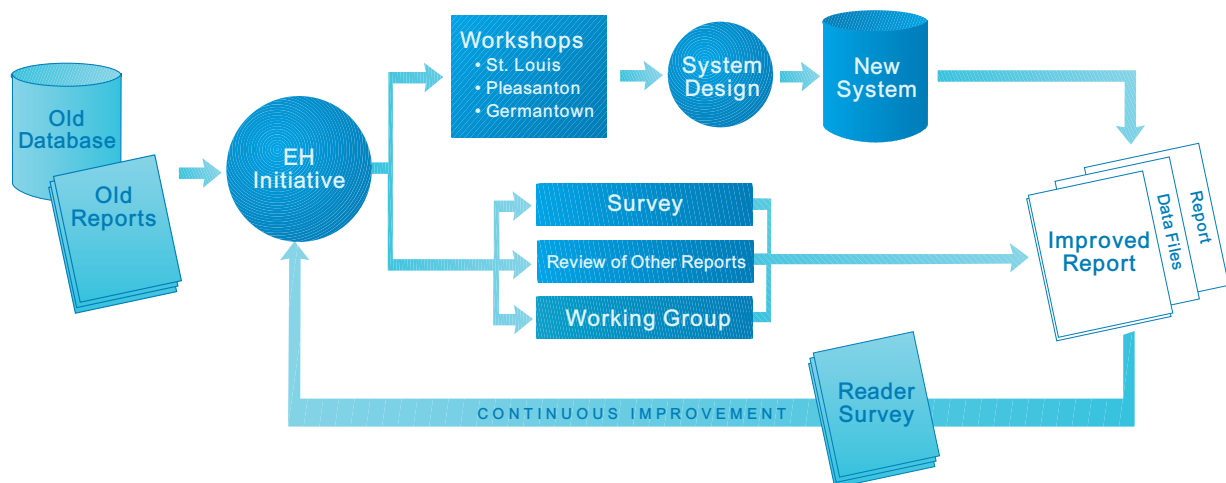 Old
Database
Old
Reports
EH
Initiative
Workshops
• St. Louis
• Pleasanton
• Germantown
System
Design
New
System
Survey
Review of Other Reports
Working Group
Improved
Report
Data Files
Report
Reader
Survey
CONTINUOUS IMPROVEMENT